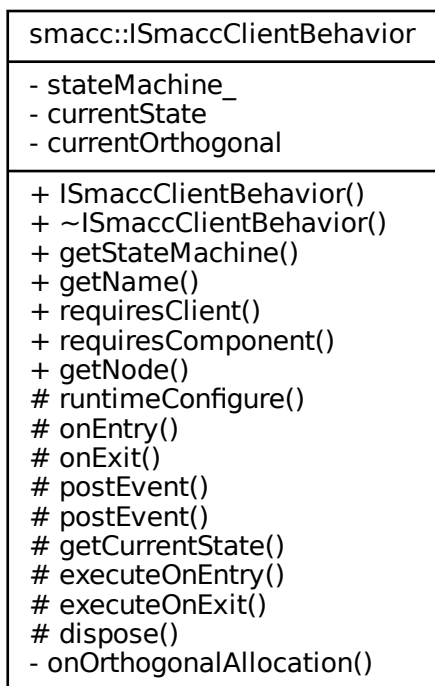 smacc::ISmaccClientBehavior
- stateMachine_
- currentState
- currentOrthogonal
+ ISmaccClientBehavior()
+ ~ISmaccClientBehavior()
+ getStateMachine()
+ getName()
+ requiresClient()
+ requiresComponent()
+ getNode()
# runtimeConfigure()
# onEntry()
# onExit()
# postEvent()
# postEvent()
# getCurrentState()
# executeOnEntry()
# executeOnExit()
# dispose()
- onOrthogonalAllocation()